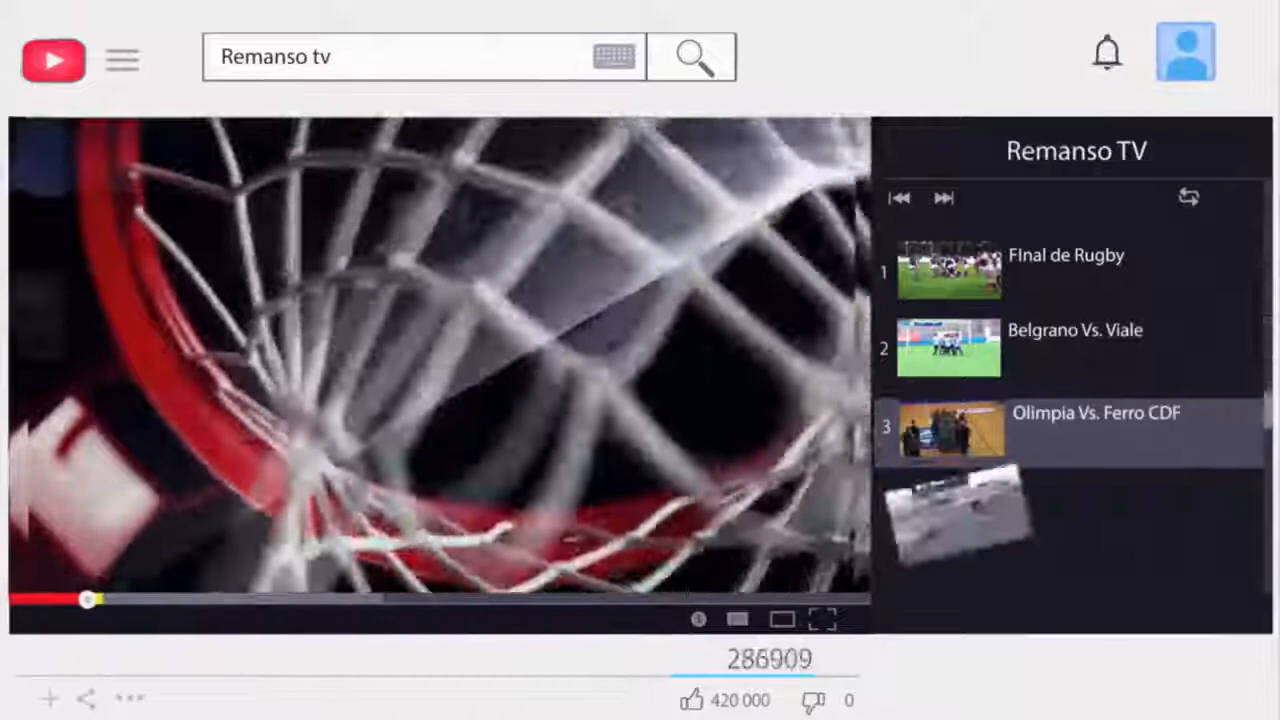 Remanso tv
Remanso TV
1
FInal de Rugby
2
Belgrano Vs. Viale
3
Olimpia Vs. Ferro CDF
420 000
0